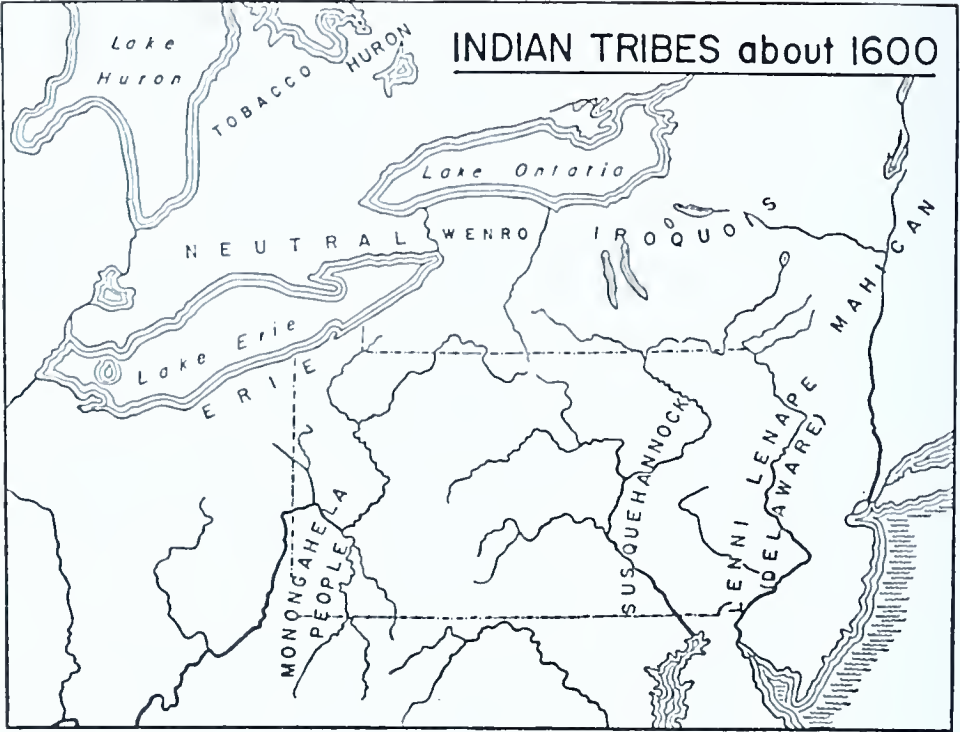 INDIAN TRIBES about 1600
Lake
Huron
TOBACCO
HURON
Lake Ontario
NEUTRAL
WENRO
IROQUOIS
MAHICAN
Lake Erie
ERIE
SUSQUEHANNOCK
LENNI LENAPE
(DELAWARE)
MONONGAHELA
PEOPLE